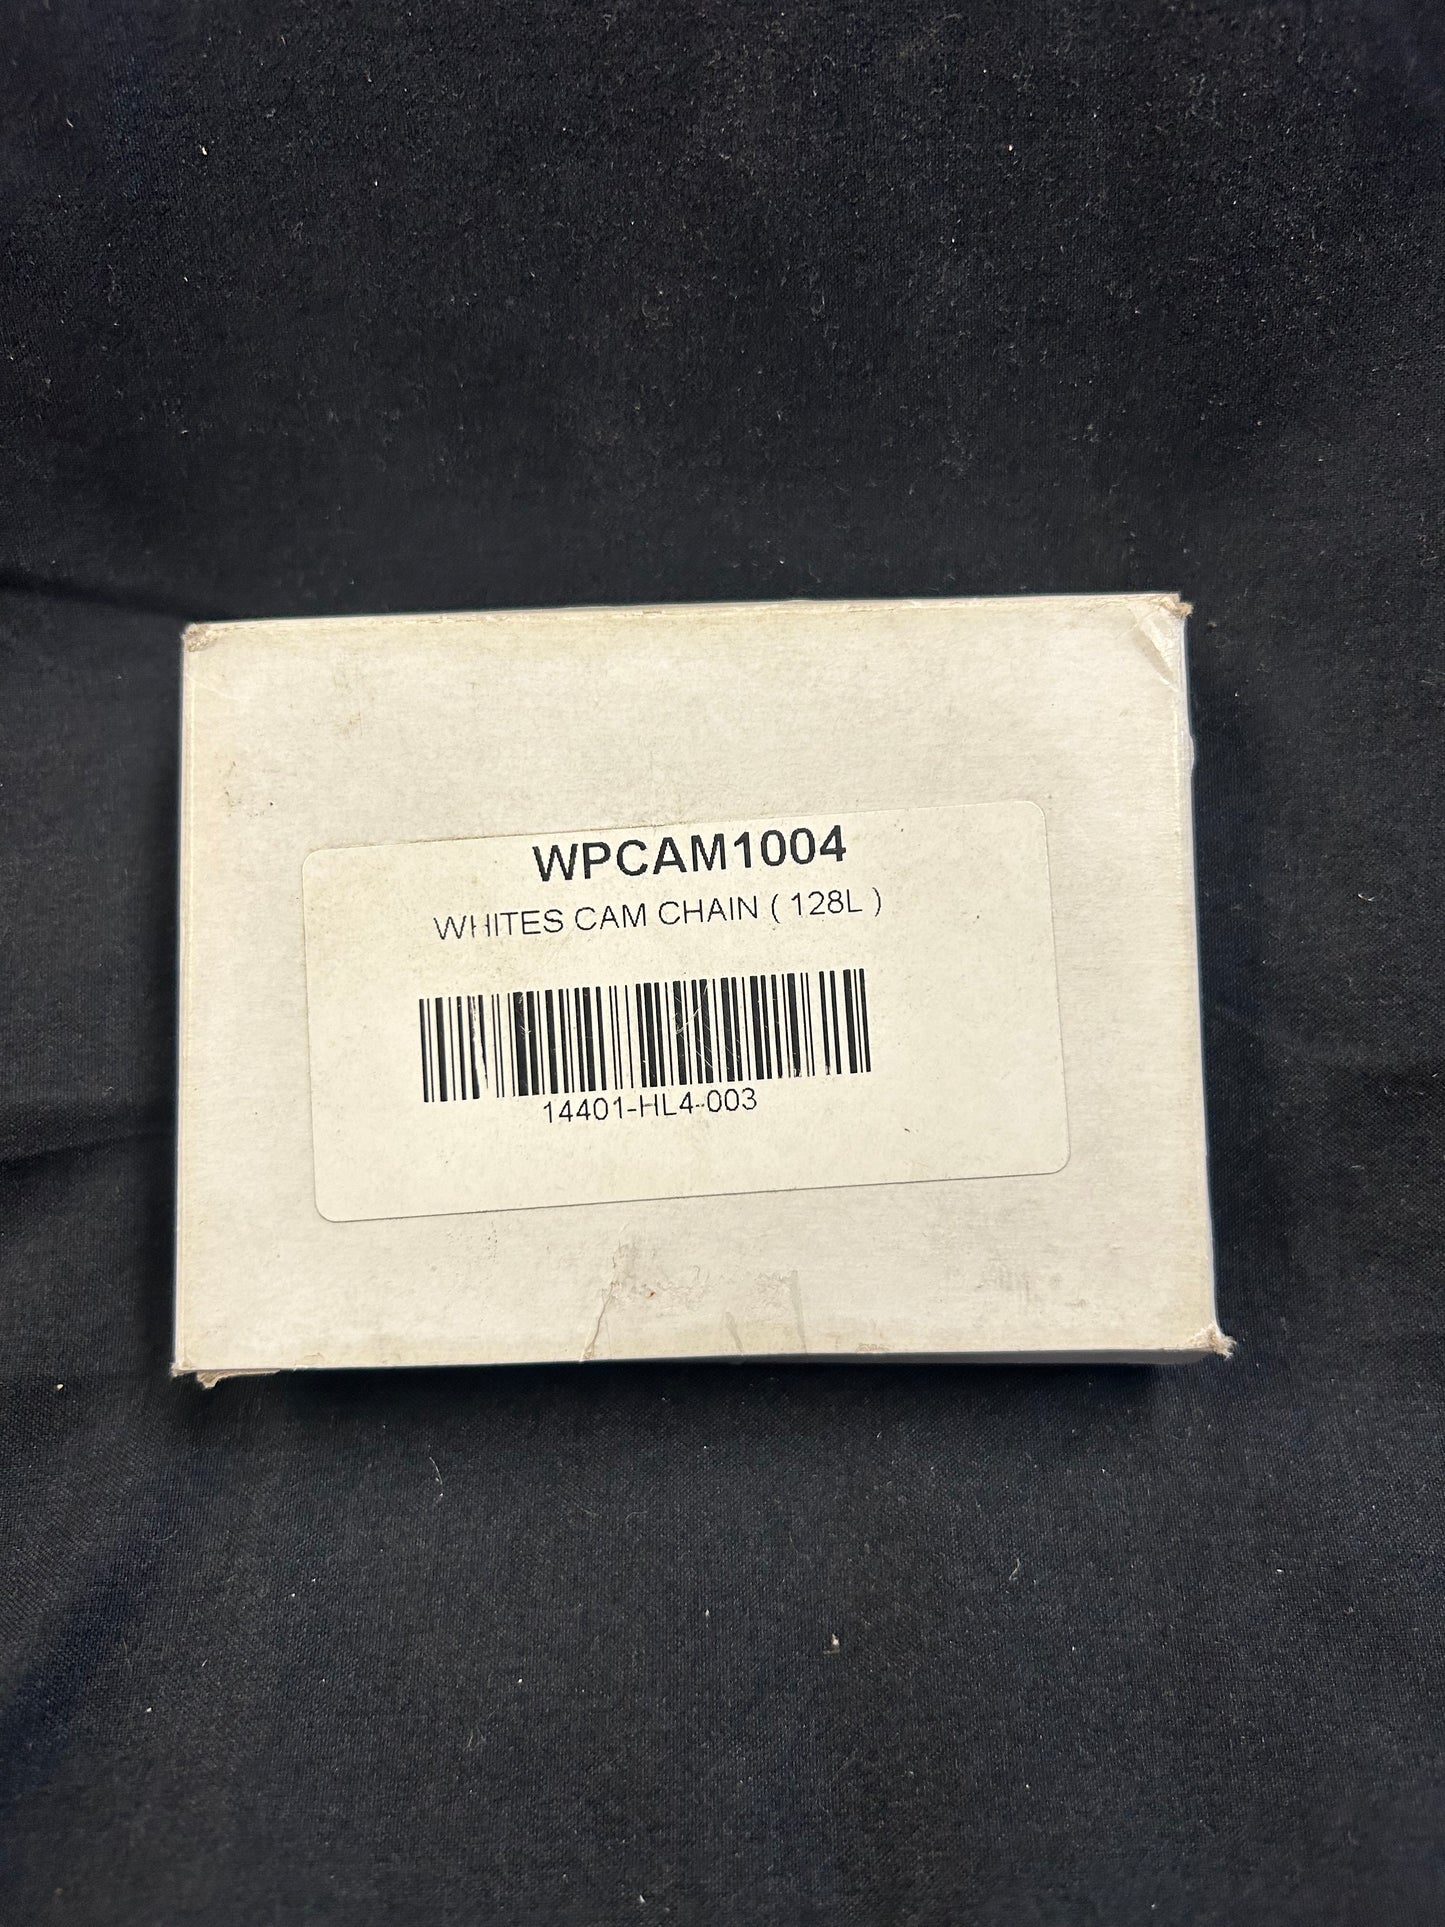 WPCAM1004
WHITES CAM CHAIN ( 128L )
14401-HL4-003